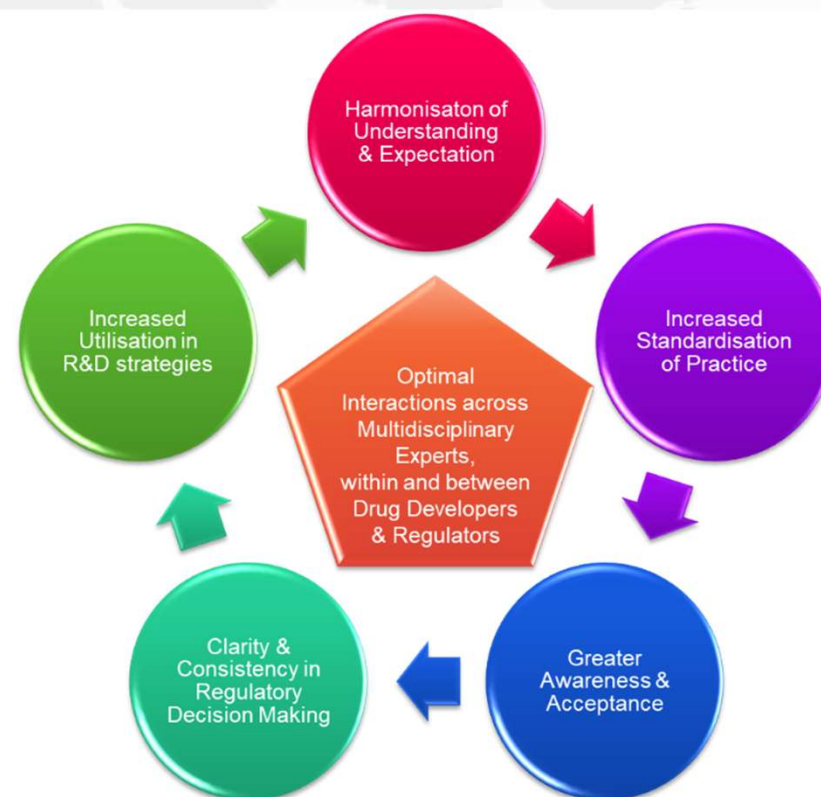 Harmonisaton of
Understanding
& Expectation
Increased
Standardisation
of Practice
Greater
Awareness &
Acceptance
Clarity &
Consistency in
Regulatory
Decision Making
Increased
Utilisation in
R&D strategies
Optimal
Interactions across
Multidisciplinary
Experts,
within and between
Drug Developers
& Regulators